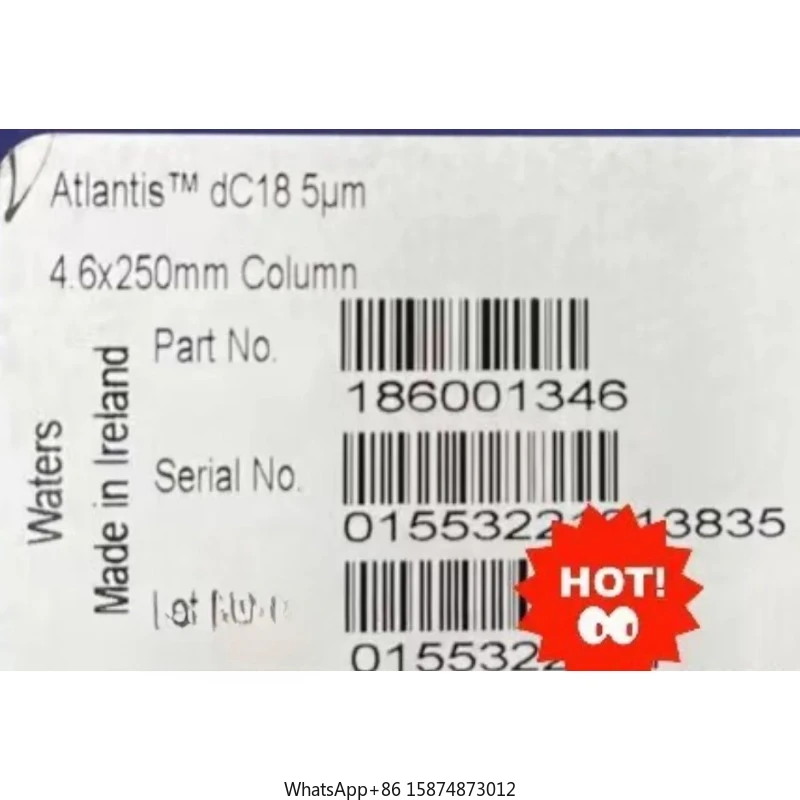 Atlantis™ dC18 5µm
4.6x250mm Column
Part No.
186001346
Serial No.
Waters
Made in Ireland
HOT!
WhatsApp+86 15874873012